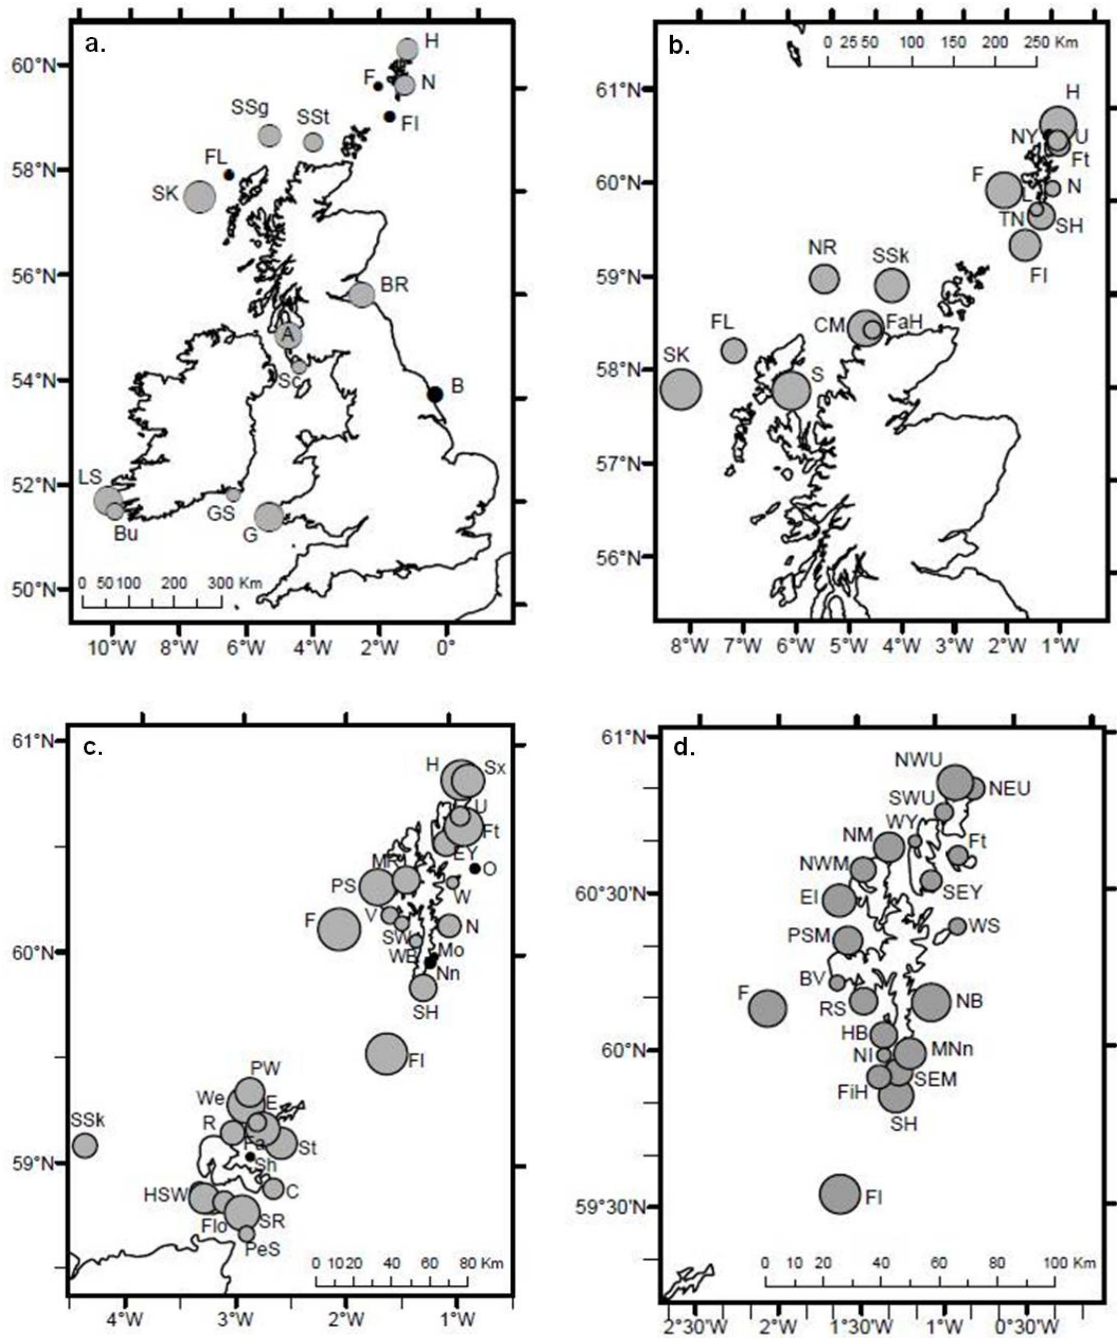 a.
H
60°N
F
N
SSg
SSt
FI
58°N
FL
SK
56°N
BR
A
Sc
54°N
B
52°N
LS
GS
Bu
G
50°N
0 50 100 200 300 Km
10°W 8°W 6°W 4°W 2°W 0°
b.
0 25 50 100 150 200 250 Km
61°N
H
NY U
Ft
60°N
F
N
L
TN
SH
FI
NR
SSk
59°N
CM
FaH
FL
SK
S
58°N
57°N
56°N
8°W 7°W 6°W 5°W 4°W 3°W 2°W 1°W
c.
61°N
H
Sx
U
Ft
EY
MR
O
PS
W
V
F
SW
N
60°N
WB
Mo
Nn
SH
FI
PW
We
E
SSk
R
Fa
St
59°N
Sh
HSW
C
Flo
SR
PeS
0 10 20 40 60 80 Km
4°W 3°W 2°W 1°W
d.
61°N
NWU
NEU
SWU
WY
NM
Ft
NWM
60°30'N
SEY
EI
WS
PSM
BV
F
RS
NB
HB
60°N
NI
MNn
FiH
SEM
SH
59°30'N
FI
0 20 40 60 80 100 Km
2°30'W 2°W 1°30'W 1°W 0°30'W